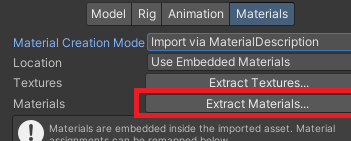 Model Rig Animation Materials
Material Creation Mode Import via MaterialDescription
Location Use Embedded Materials
Textures Extract Textures...
Materials Extract Materials...
Materials are embedded inside the imported asset. Material
assignments can be remapped below.